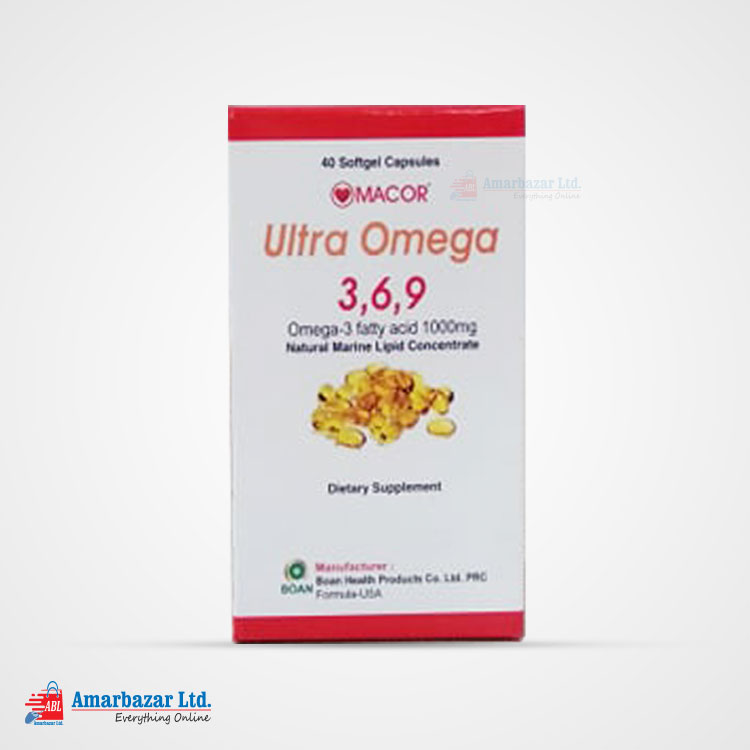 40 Softgel Capsules
MACOR
Amarbazar Ltd.
Everything Online
Ultra Omega
3,6,9
Omega-3 fatty acid 1000mg
Natural Marine Lipid Concentrate
Dietary Supplement
Manufacturer :
BOAN
Boan Health Products Co. Ltd. PRC
Formula-USA
ABL
Amarbazar Ltd.
Amarbazar Ltd.
Everything Online